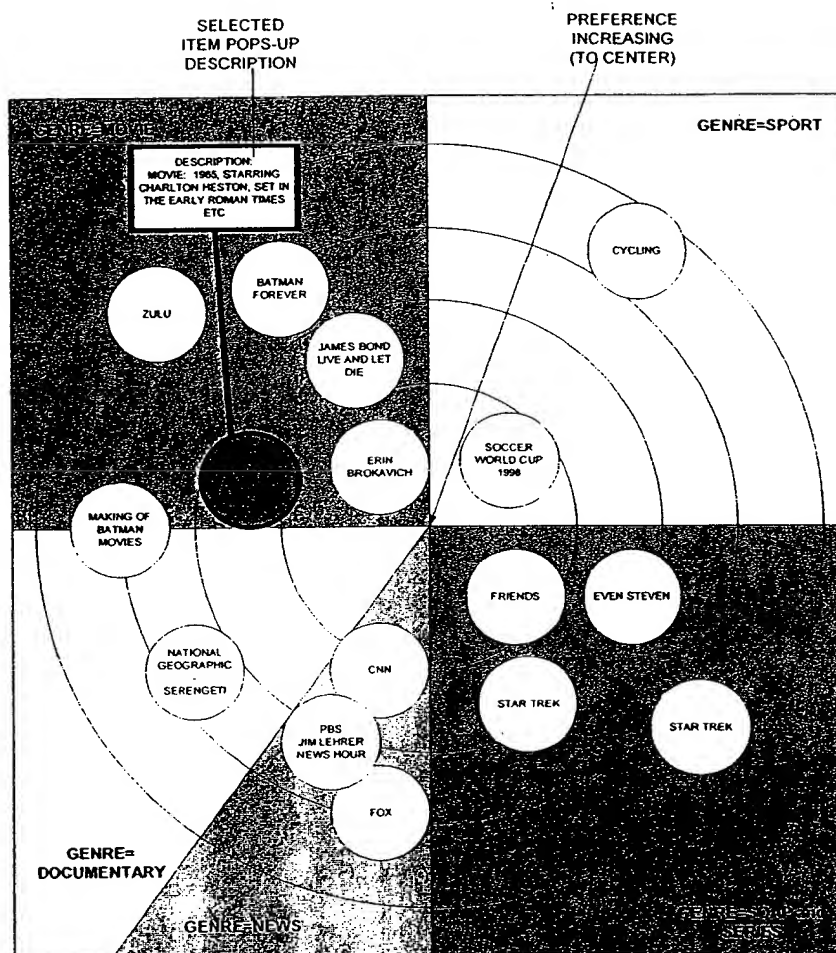 SELECTED
ITEM POPS-UP
DESCRIPTION
PREFERENCE
INCREASING
(TO CENTER)
GENRE=MOVIE
GENRE=SPORT
DESCRIPTION:
MOVIE: 1965, STARRING
CHARLTON HESTON, SET IN
THE EARLY ROMAN TIMES
ETC
CYCLING
ZULU
BATMAN
FOREVER
JAMES BOND
LIVE AND LET
DIE
ERIN
BROKAVICH
SOCCER
WORLD CUP
1998
MAKING OF
BATMAN
MOVIES
FRIENDS
EVEN STEVEN
NATIONAL
GEOGRAPHIC
-
SERENGETI
CNN
STAR TREK
STAR TREK
PBS
JIM LEHRER
NEWS HOUR
FOX
GENRE=
DOCUMENTARY
GENRE=NEWS
SERIES